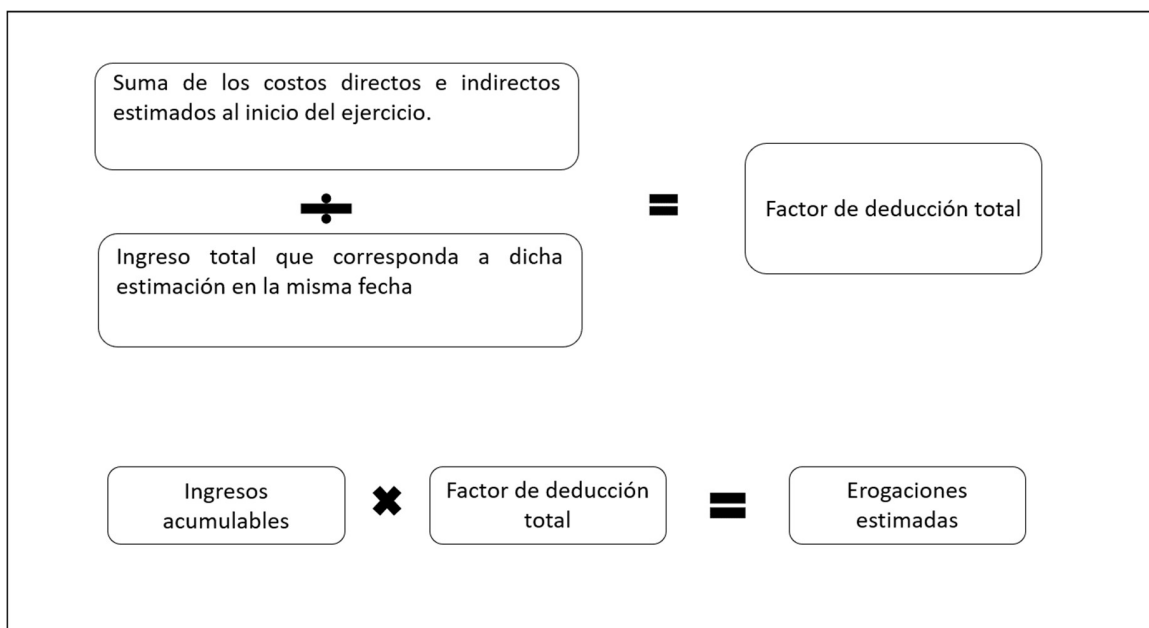 Suma de los costos directos e indirectos
estimados al inicio del ejercicio.
÷
=
Factor de deducción total
Ingreso total que corresponda a dicha
estimación en la misma fecha
Ingresos
acumulables
✖
Factor de deducción
total
=
Erogaciones
estimadas